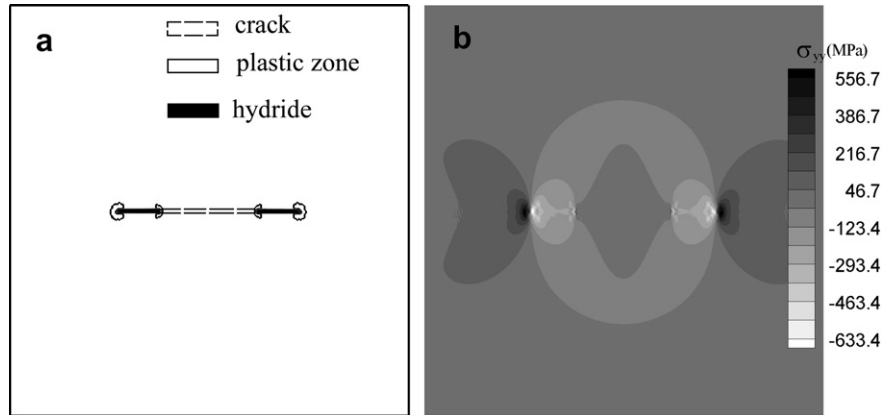 a
crack
plastic zone
hydride
b
σyy(MPa)
556.7
386.7
216.7
46.7
-123.4
-293.4
-463.4
-633.4